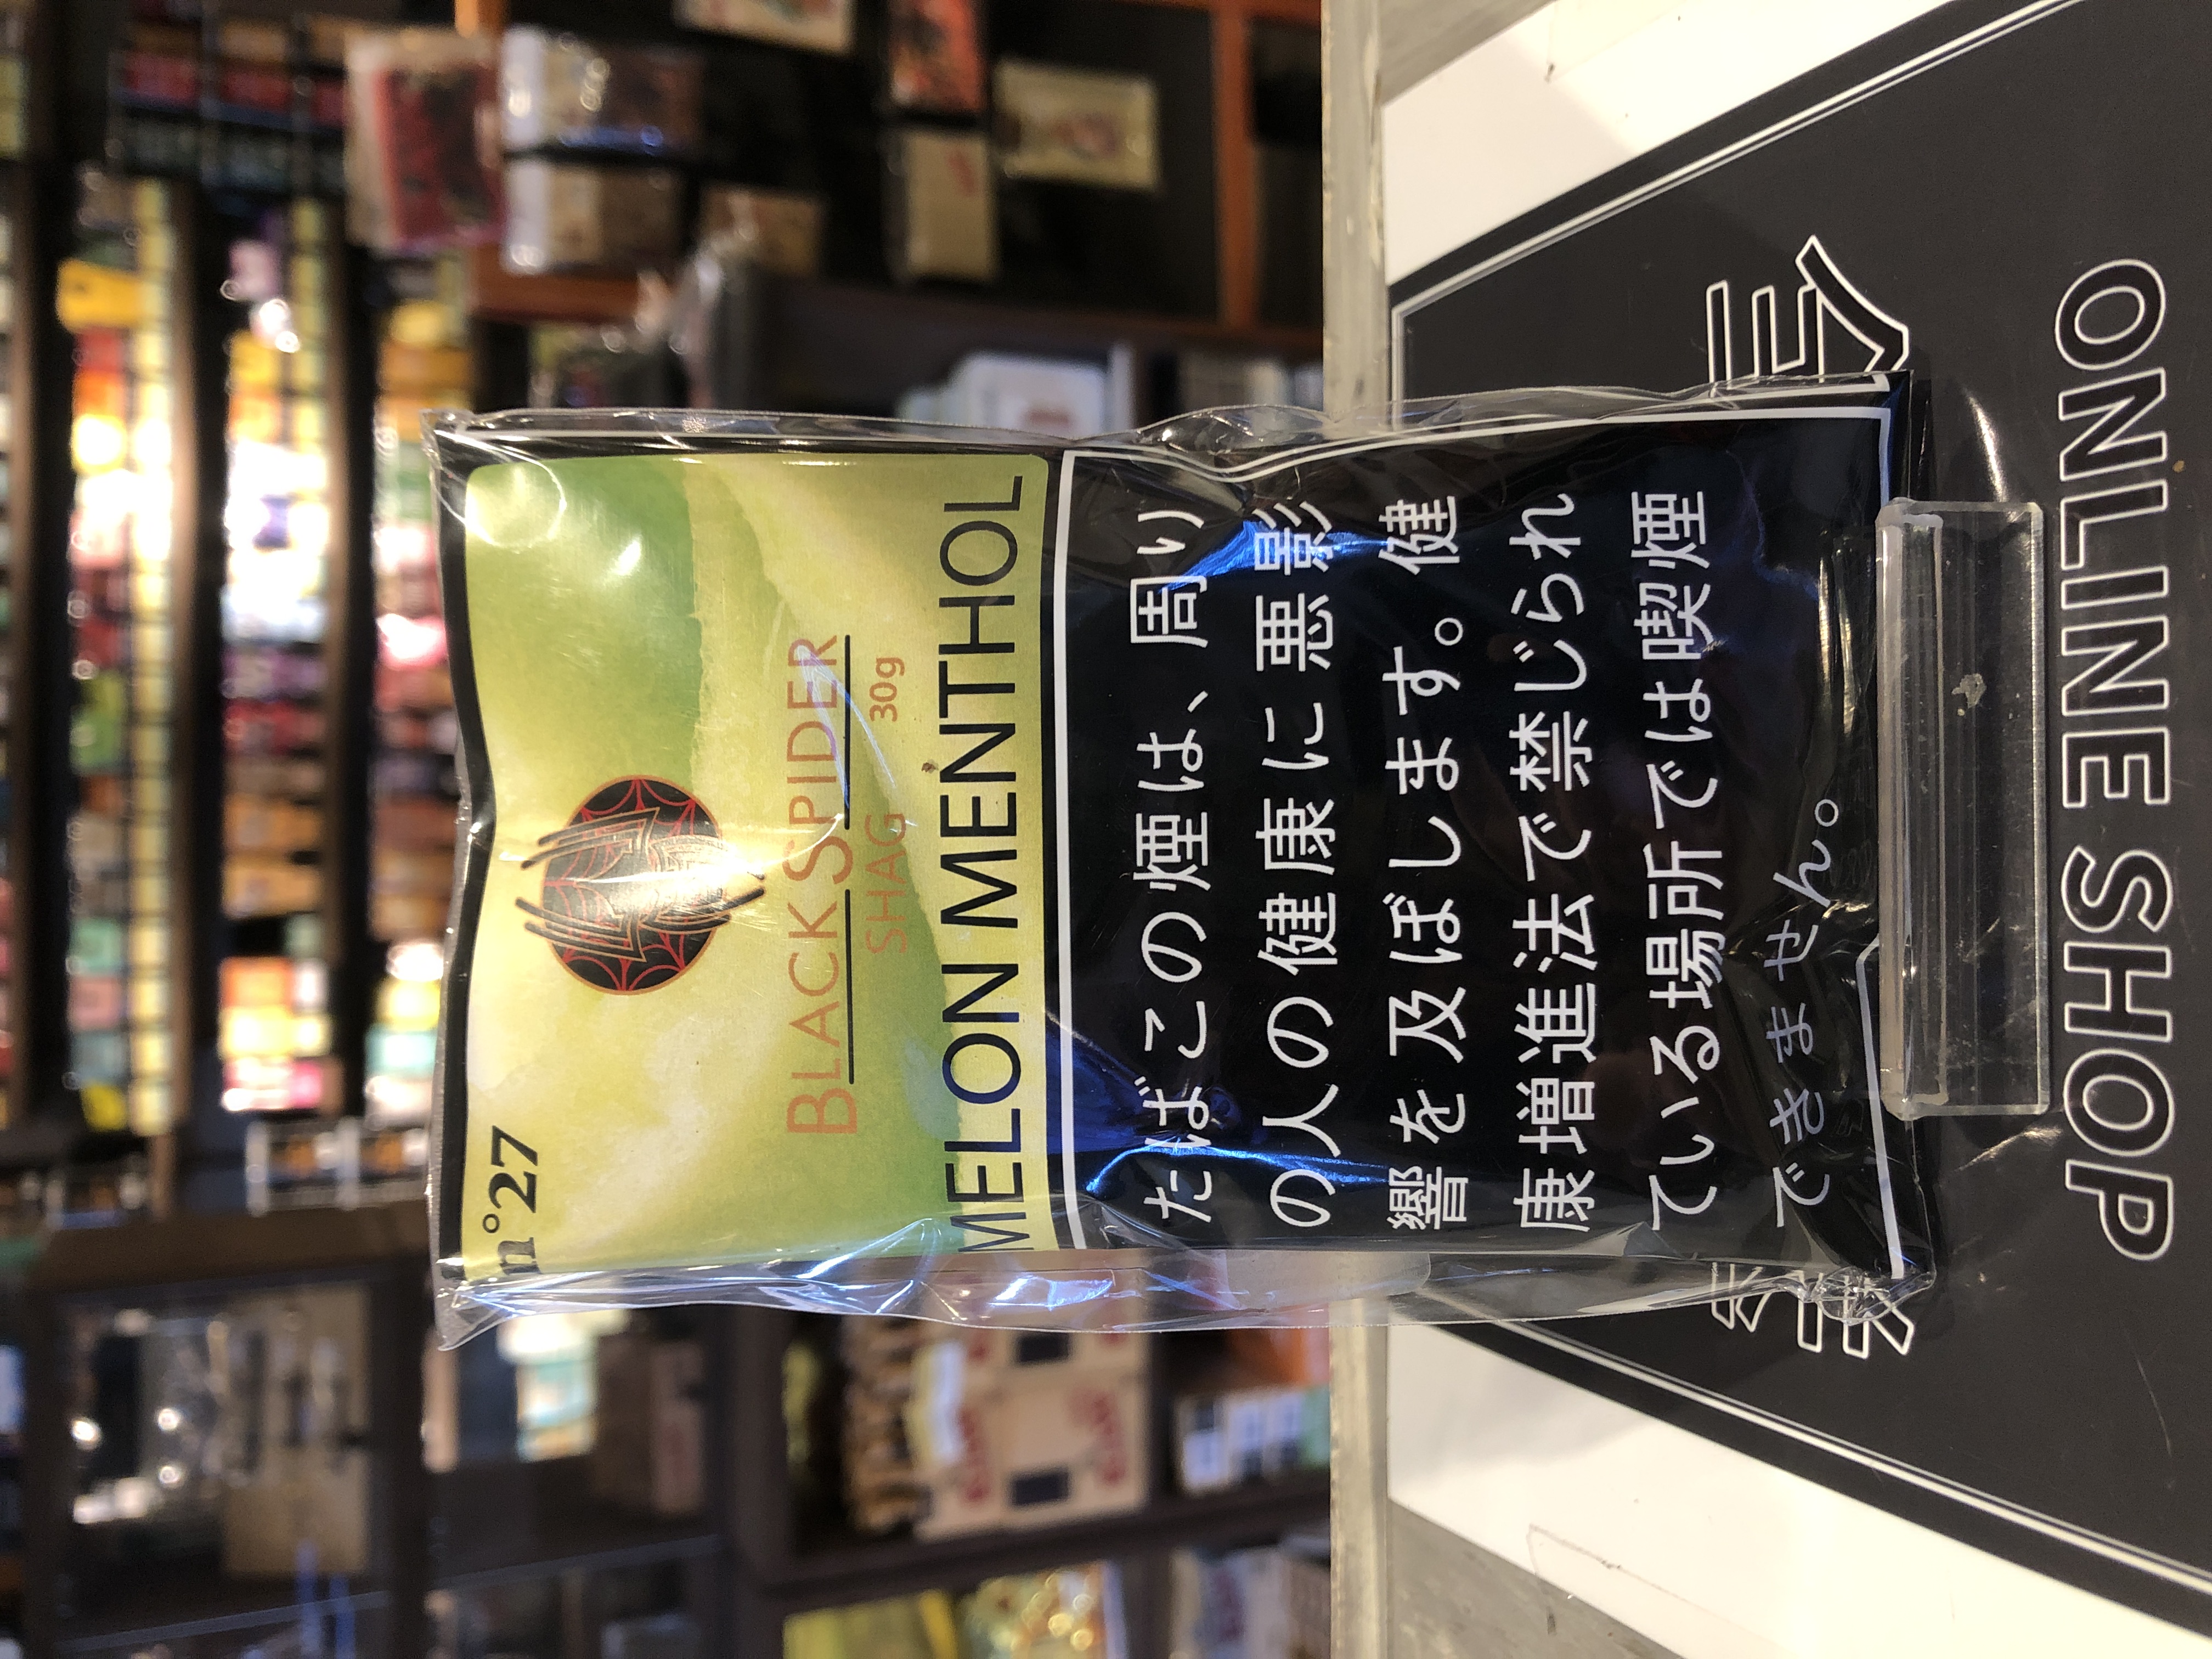 n°27
BLACK SPIDER
SHAG 30g
MELON MENTHOL
たばこの煙は、周り
の人の健康に悪影
響を及ぼします。健
康増進法で禁じられ
ている場所では喫煙
できません。
ONLINE SHOP